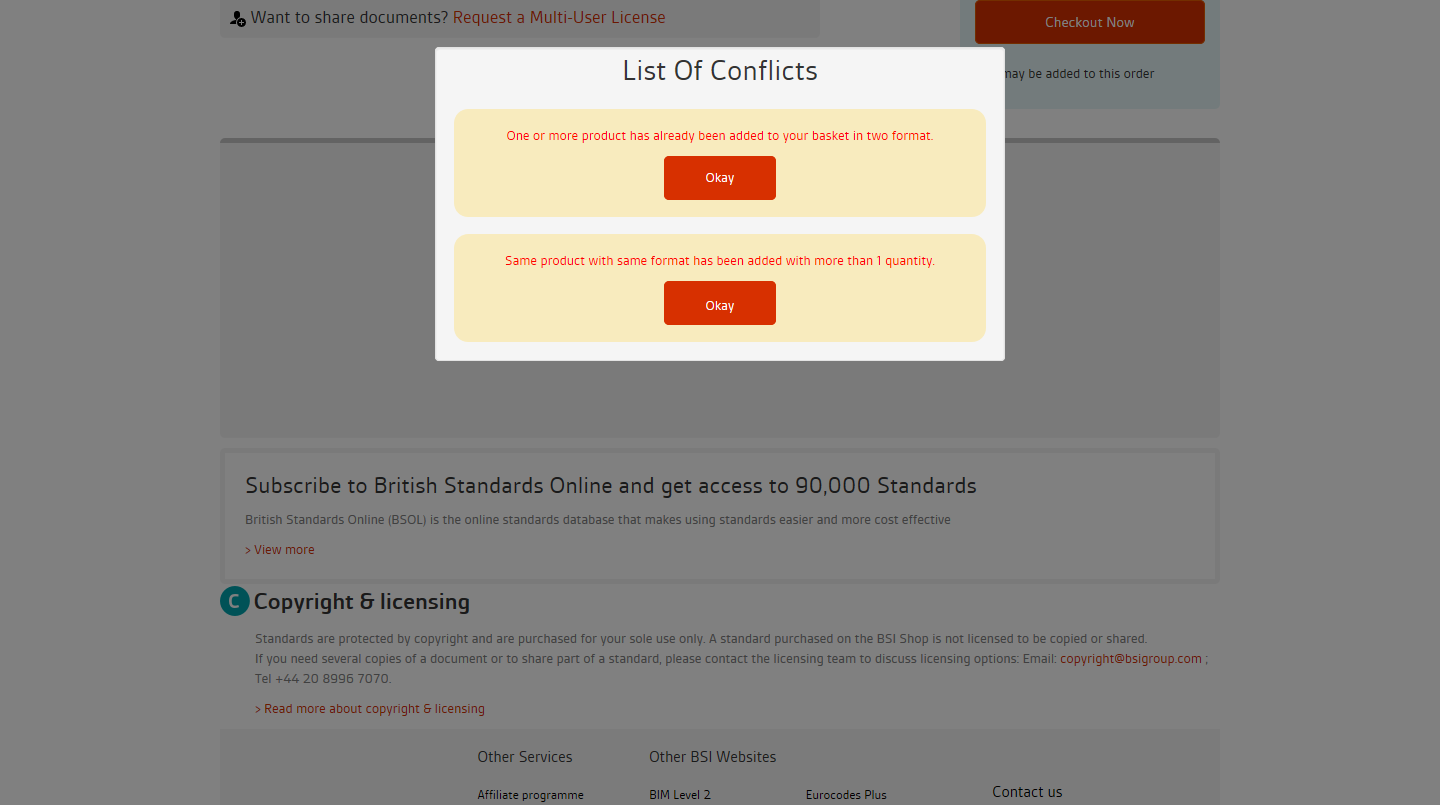 Want to share documents? Request a Multi-User License
Checkout Now
may be added to this order
List Of Conflicts
One or more product has already been added to your basket in two format.
Okay
Same product with same format has been added with more than 1 quantity.
Okay
Subscribe to British Standards Online and get access to 90,000 Standards
British Standards Online (BSOL) is the online standards database that makes using standards easier and more cost effective
> View more
C Copyright & licensing
Standards are protected by copyright and are purchased for your sole use only. A standard purchased on the BSI Shop is not licensed to be copied or shared.
If you need several copies of a document or to share part of a standard, please contact the licensing team to discuss licensing options: Email: copyright@bsigroup.com ;
Tel +44 20 8996 7070.
> Read more about copyright & licensing
Other Services
Other BSI Websites
Contact us
Affiliate programme
BIM Level 2
Eurocodes Plus